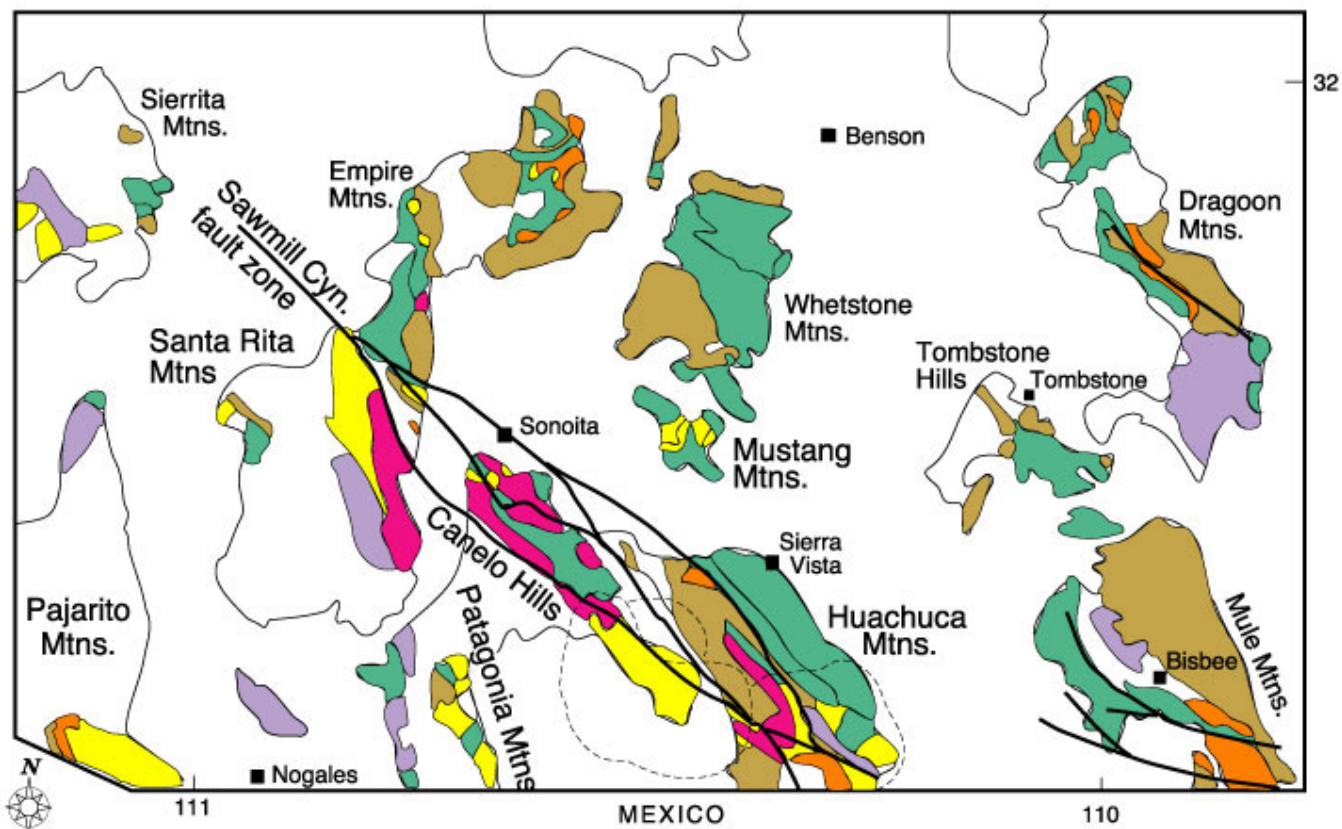 32
Sierrita
Mtns.
Benson
Empire
Mtns.
Sawmill Cyn.
fault zone
Dragoon
Mtns.
Whetstone
Mtns.
Santa Rita
Mtns
Tombstone
Hills
Tombstone
Sonoita
Mustang
Mtns.
Canelo Hills
Sierra
Vista
Pajarito
Mtns.
Patagonia Mtns
Huachuca
Mtns.
Mule Mtns.
Bisbee
N
Nogales
111
MEXICO
110